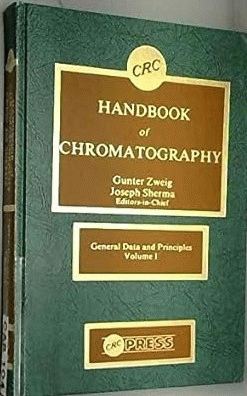 CRC
HANDBOOK
of
CHROMATOGRAPHY
Gunter Zweig
Joseph Sherma
Editors-in-Chief
General Data and Principles
Volume I
CRC PRESS